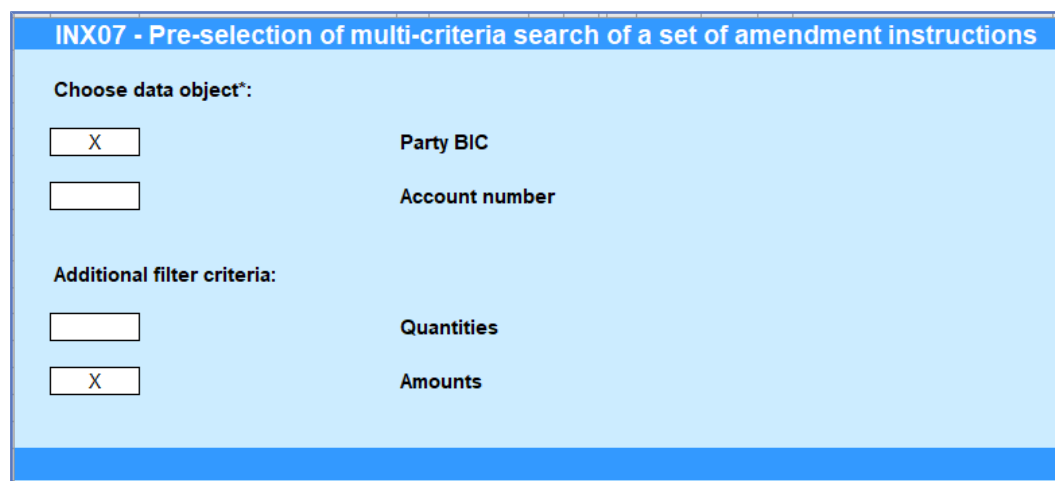 INX07 - Pre-selection of multi-criteria search of a set of amendment instructions
Choose data object*:
X Party BIC
Account number
Additional filter criteria:
Quantities
X Amounts